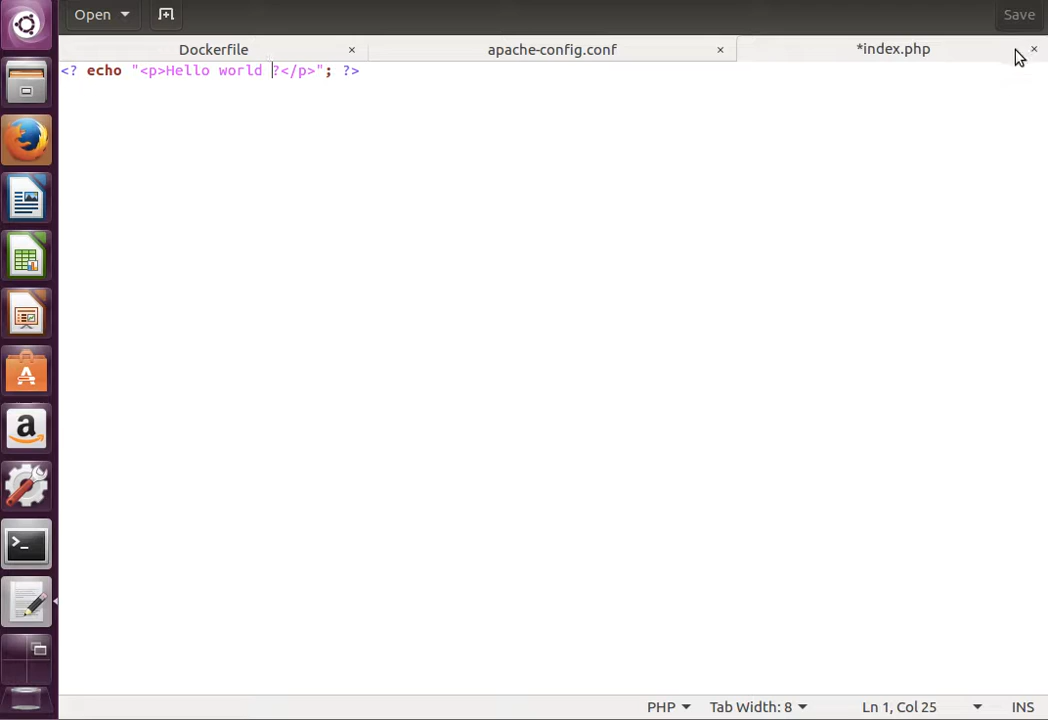 Open
Save
Dockerfile
apache-config.conf
*index.php
<? echo "<p>Hello world ?</p>"; ?>
PHP
Tab Width: 8
Ln 1, Col 25
INS